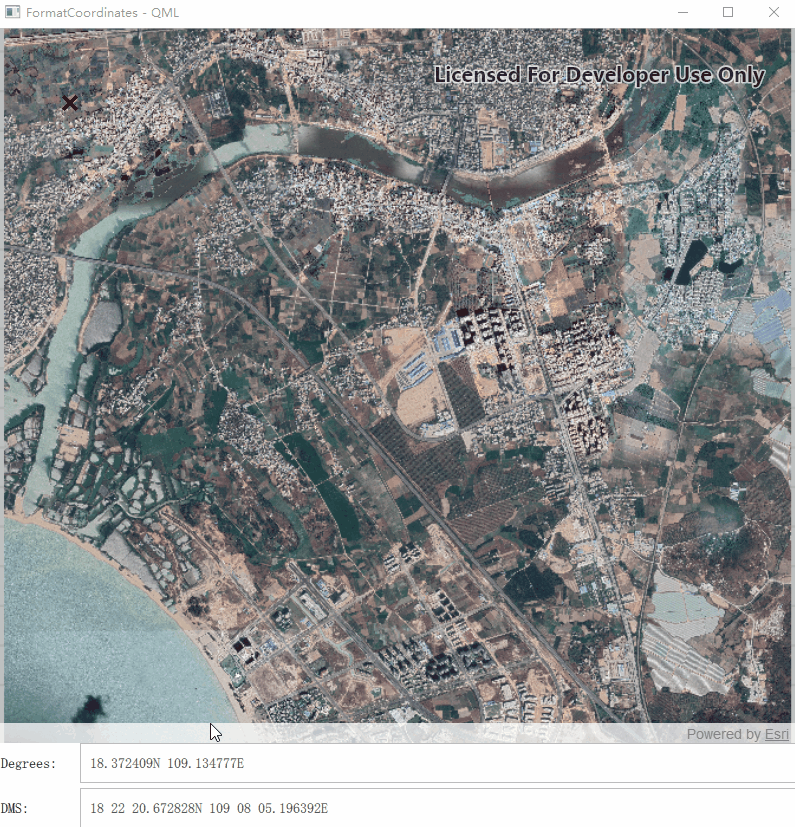 FormatCoordinates - QML
Licensed For Developer Use Only
Powered by Esri
Degrees: 18.372409N 109.134777E
DMS: 18 22 20.672828N 109 08 05.196392E